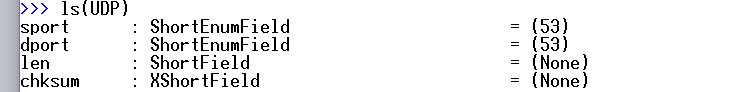 >>> ls(UDP)
sport      : ShortEnumField                      = (53)
dport      : ShortEnumField                      = (53)
len        : ShortField                          = (None)
chksum     : XShortField                         = (None)